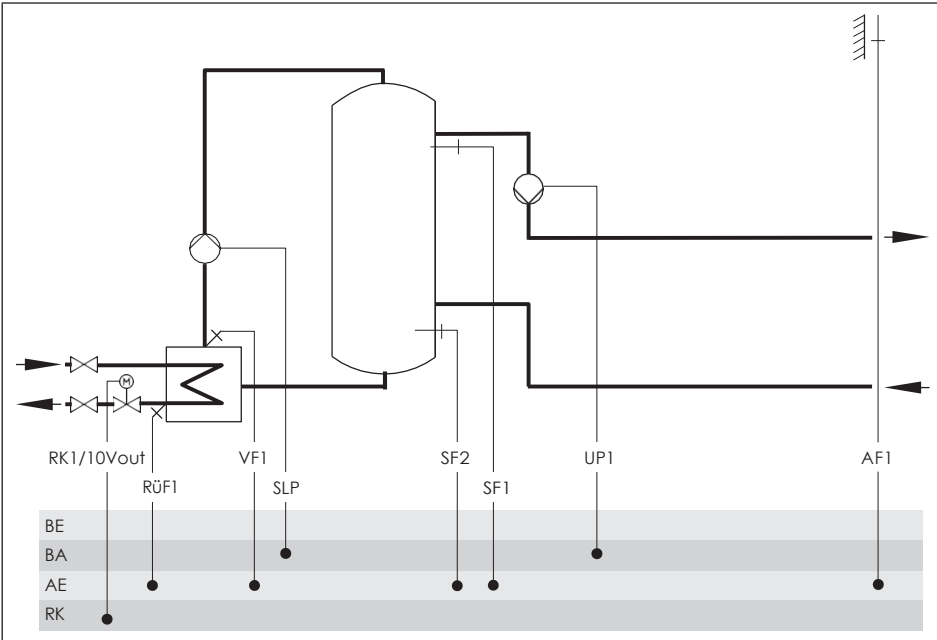 M
RK1/10Vout VF1 SF2 UP1 AF1
RüF1 SLP SF1
BE
BA
AE
RK